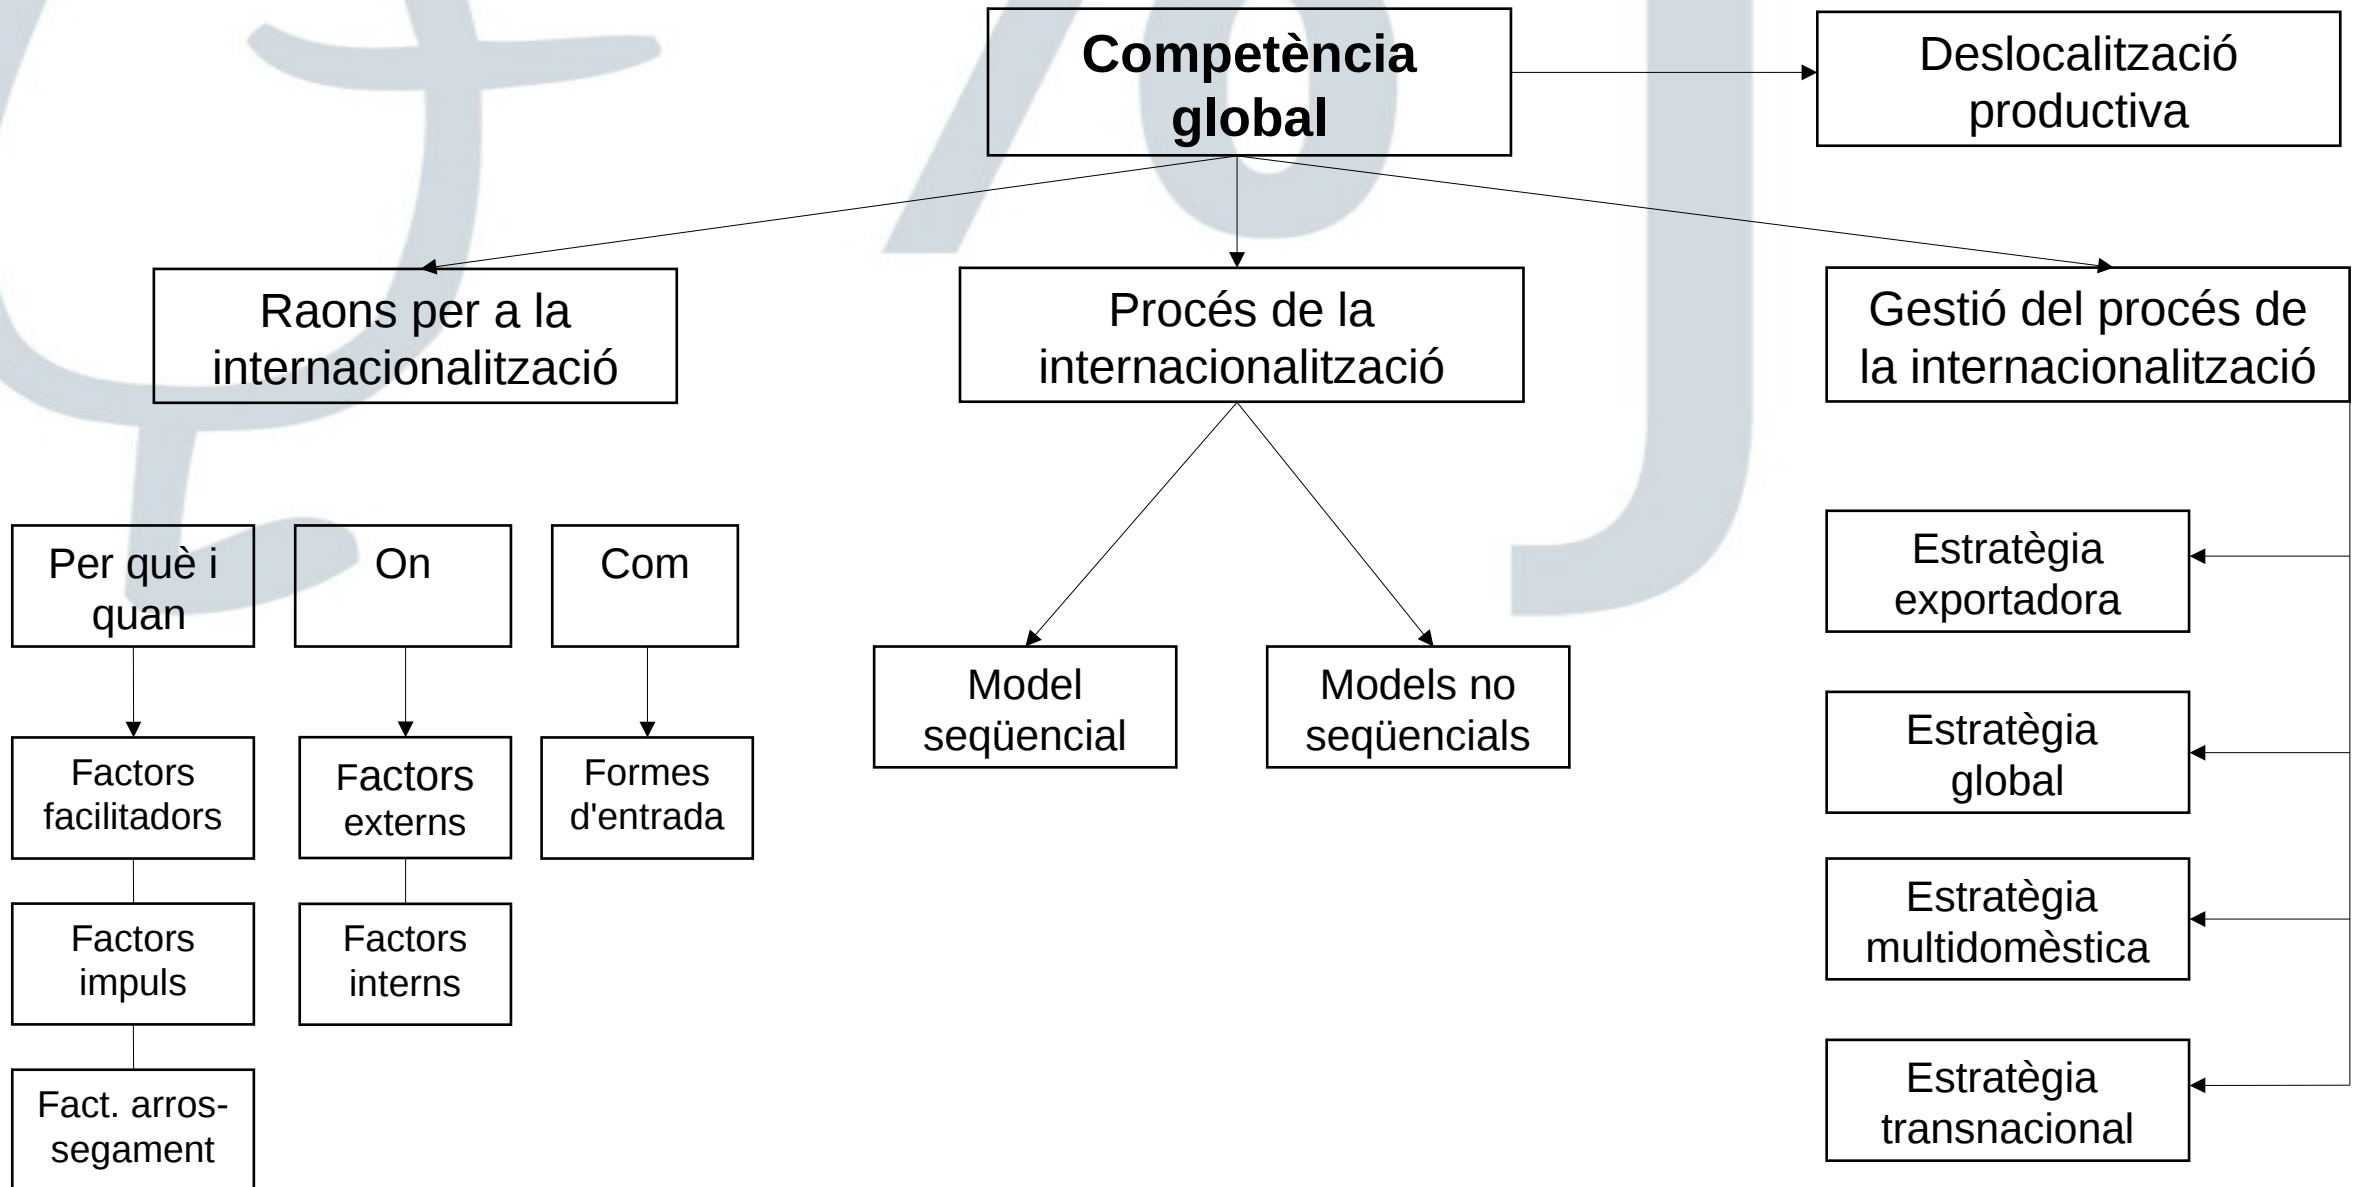 Competència
global
Deslocalització
productiva
Raons per a la
internacionalització
Procés de la
internacionalització
Gestió del procés de
la internacionalització
Per què i
quan
On
Com
Factors
facilitadors
Factors
externs
Formes
d'entrada
Factors
impuls
Factors
interns
Fact. arros-
segament
Model
seqüencial
Models no
seqüencials
Estratègia
exportadora
Estratègia
global
Estratègia
multidomèstica
Estratègia
transnacional